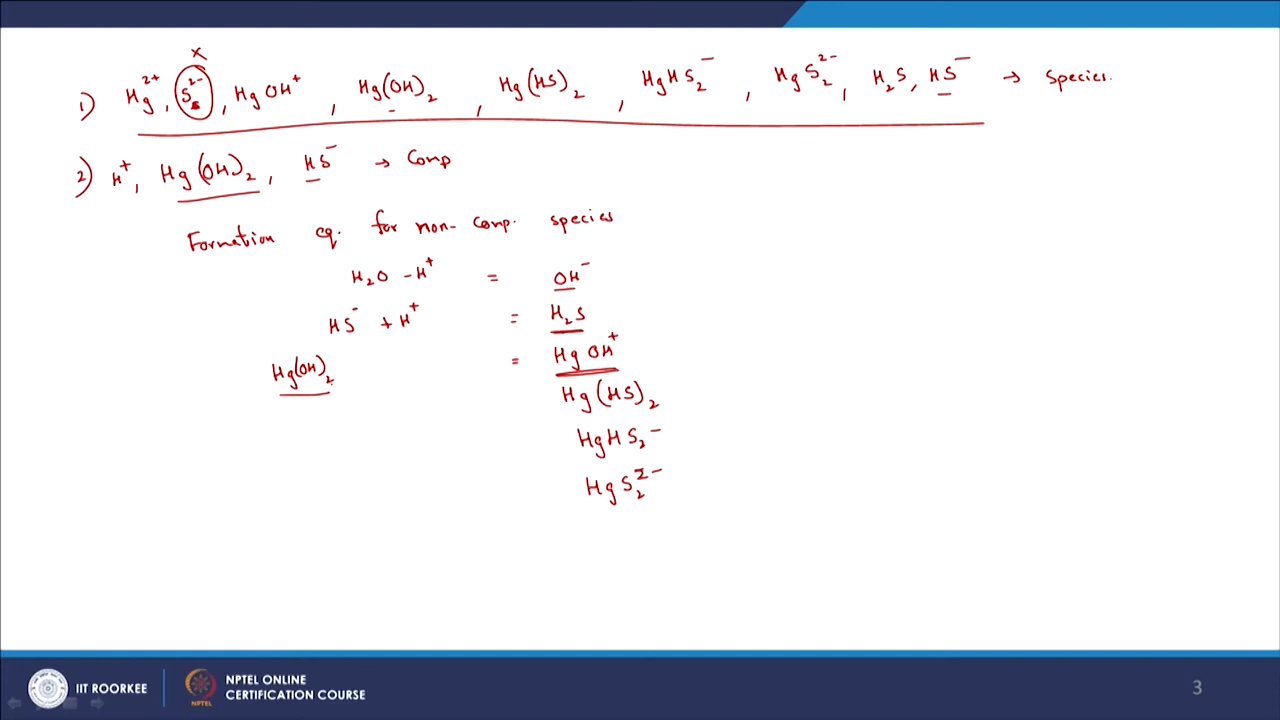 x
1) Hg²⁺, S²⁻, HgOH⁺, Hg(OH)₂, Hg(HS)₂, HgHS₂⁻, HgS₂²⁻, H₂S, HS⁻ → Species.
2) H⁺, Hg(OH)₂, HS⁻ → Comp
Formation eq. for non-comp. species
H₂O - H⁺ = OH⁻
HS⁻ + H⁺ = H₂S
Hg(OH)₂ = HgOH⁺
Hg(HS)₂
HgHS₂⁻
HgS₂²⁻
IIT ROORKEE
NPTEL ONLINE
CERTIFICATION COURSE
NPTEL
3